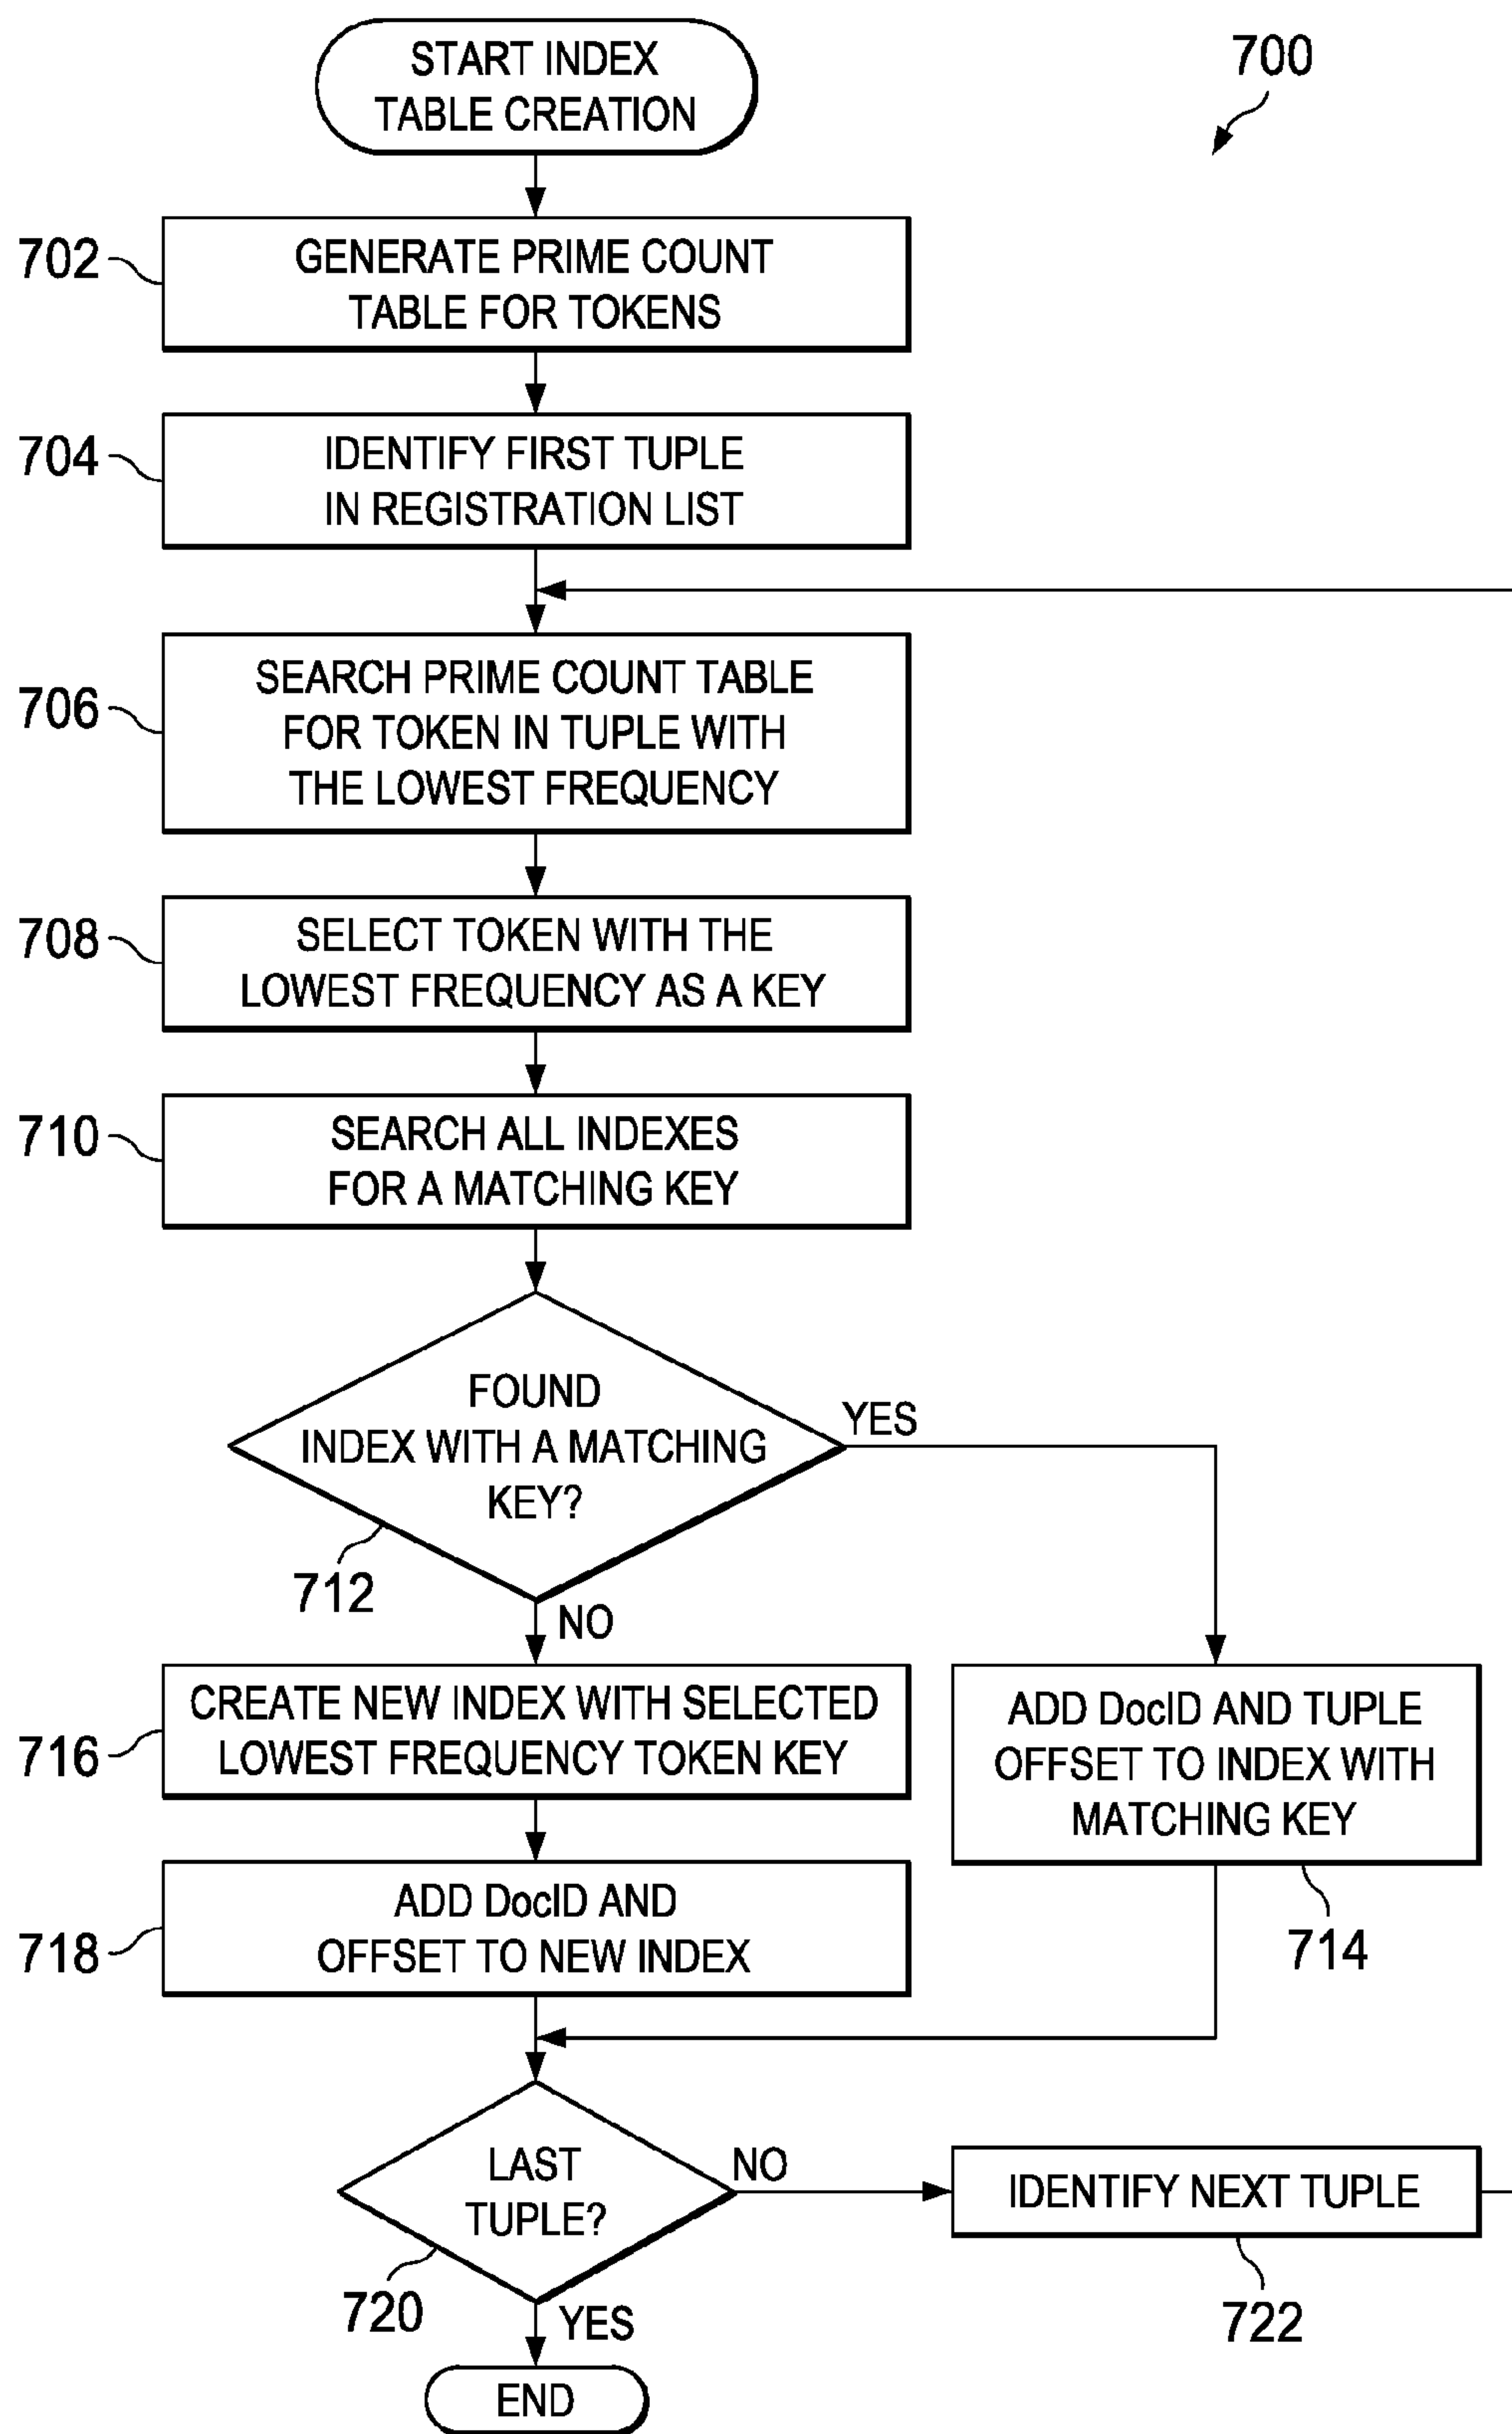 START INDEX
TABLE CREATION
700
702
GENERATE PRIME COUNT
TABLE FOR TOKENS
704
IDENTIFY FIRST TUPLE
IN REGISTRATION LIST
706
SEARCH PRIME COUNT TABLE
FOR TOKEN IN TUPLE WITH
THE LOWEST FREQUENCY
708
SELECT TOKEN WITH THE
LOWEST FREQUENCY AS A KEY
710
SEARCH ALL INDEXES
FOR A MATCHING KEY
FOUND
INDEX WITH A MATCHING
KEY?
YES
712
NO
716
CREATE NEW INDEX WITH SELECTED
LOWEST FREQUENCY TOKEN KEY
ADD DocID AND TUPLE
OFFSET TO INDEX WITH
MATCHING KEY
714
718
ADD DocID AND
OFFSET TO NEW INDEX
LAST
TUPLE?
NO
720
IDENTIFY NEXT TUPLE
722
YES
END